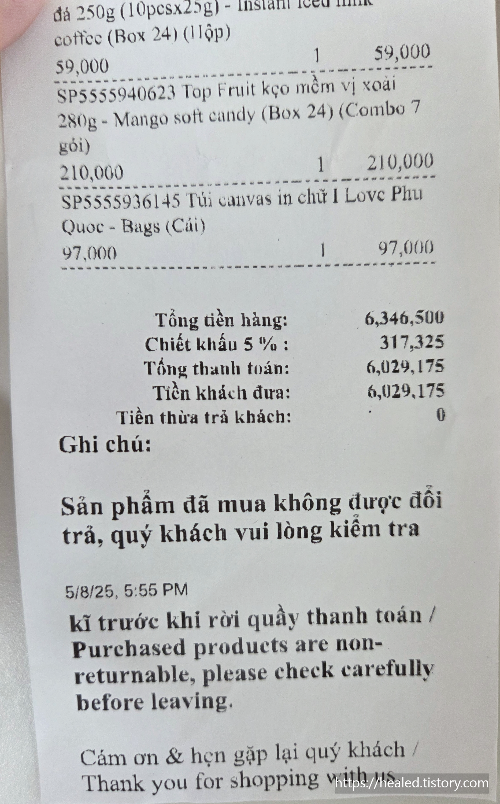 đá 250g (10pcsx25g) - Instant iced milk
coffee (Box 24) (Hộp)
59,000 1 59,000
SP5555940623 Top Fruit kẹo mềm vị xoài
280g - Mango soft candy (Box 24) (Combo 7
gói)
210,000 1 210,000
SP5555936145 Túi canvas in chữ I Love Phu
Quoc - Bags (Cái)
97,000 1 97,000
Tổng tiền hàng: 6,346,500
Chiết khấu 5 % : 317,325
Tổng thanh toán: 6,029,175
Tiền khách đưa: 6,029,175
Tiền thừa trả khách: 0
Ghi chú:
Sản phẩm đã mua không được đổi
trả, quý khách vui lòng kiểm tra
5/8/25, 5:55 PM
kĩ trước khi rời quầy thanh toán /
Purchased products are non-
returnable, please check carefully
before leaving.
Cám ơn & hẹn gặp lại quý khách /
Thank you for shopping with us.
https://healed.tistory.com